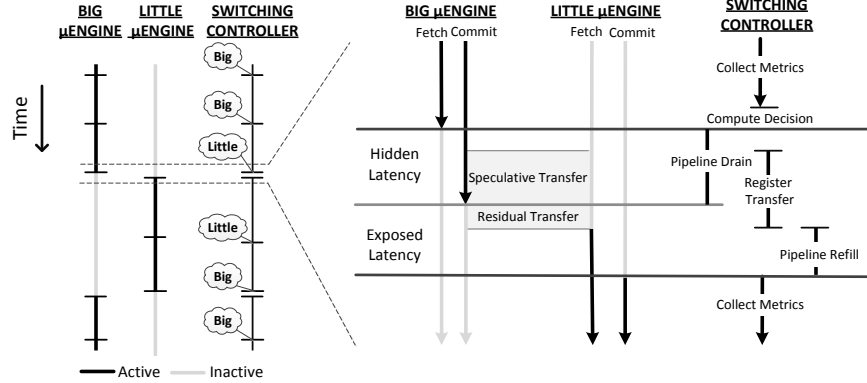 BIG
µENGINE
LITTLE
µENGINE
SWITCHING
CONTROLLER
Time
Big
Big
Little
Little
Big
Big
Active
Inactive
BIG µENGINE
Fetch
Commit
LITTLE µENGINE
Fetch
Commit
SWITCHING
CONTROLLER
Collect Metrics
Compute Decision
Hidden
Latency
Speculative Transfer
Pipeline Drain
Register
Transfer
Residual Transfer
Exposed
Latency
Pipeline Refill
Collect Metrics